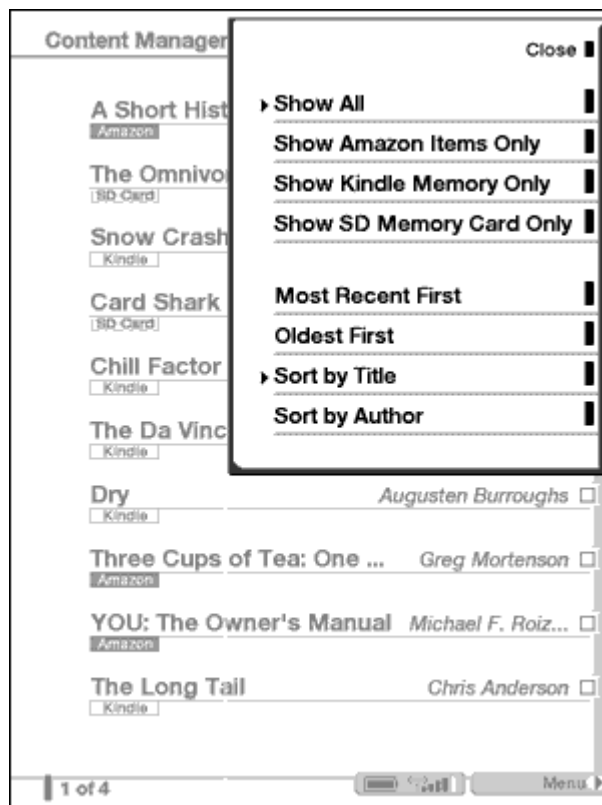 Content Manager
Close
A Short Hist
Amazon
The Omnivo
SD Card
Snow Crash
Kindle
Card Shark
SD Card
Chill Factor
Kindle
The Da Vinc
Kindle
Show All
Show Amazon Items Only
Show Kindle Memory Only
Show SD Memory Card Only
Most Recent First
Oldest First
Sort by Title
Sort by Author
Dry Augusten Burroughs
Kindle
Three Cups of Tea: One ... Greg Mortenson
Amazon
YOU: The Owner's Manual Michael F. Roiz...
Amazon
The Long Tail Chris Anderson
Kindle
1 of 4 Menu